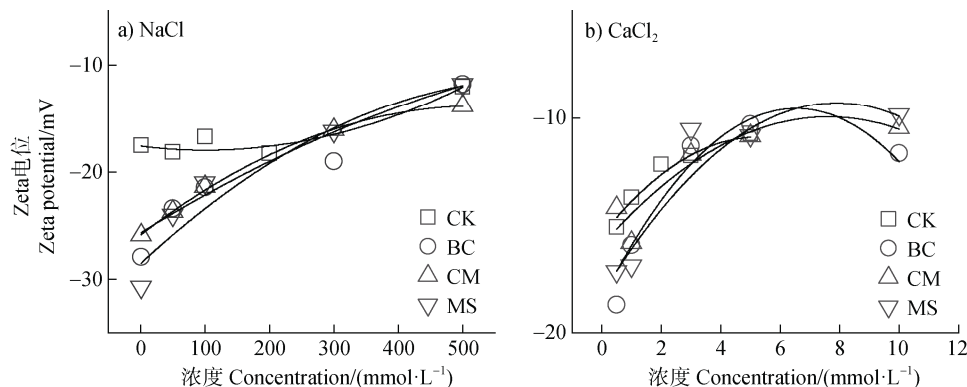 a) NaCl
−10
−20
−30
Zeta电位
Zeta potential/mV
CK
BC
CM
MS
0
100
200
300
400
500
浓度 Concentration/(mmol·L⁻¹)
b) CaCl₂
−10
−20
CK
BC
CM
MS
0
2
4
6
8
10
12
浓度 Concentration/(mmol·L⁻¹)